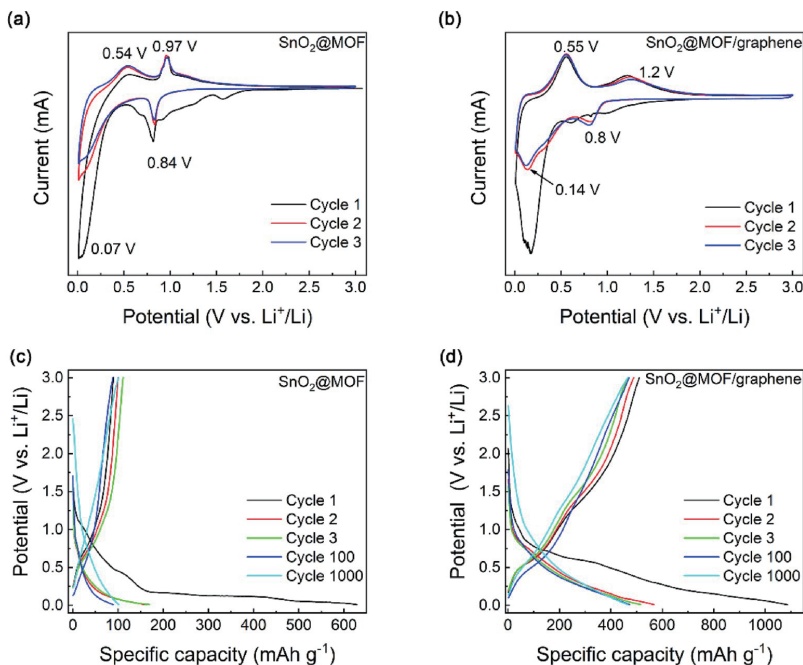 (a)
SnO2@MOF
0.54 V
0.97 V
0.84 V
0.07 V
Cycle 1
Cycle 2
Cycle 3
Current (mA)
0.0 0.5 1.0 1.5 2.0 2.5 3.0
Potential (V vs. Li⁺/Li)
(b)
SnO2@MOF/graphene
0.55 V
1.2 V
0.8 V
0.14 V
Cycle 1
Cycle 2
Cycle 3
Current (mA)
0.0 0.5 1.0 1.5 2.0 2.5 3.0
Potential (V vs. Li⁺/Li)
(c)
SnO2@MOF
Cycle 1
Cycle 2
Cycle 3
Cycle 100
Cycle 1000
Potential (V vs. Li⁺/Li)
3.0
2.5
2.0
1.5
1.0
0.5
0.0
0 100 200 300 400 500 600
Specific capacity (mAh g⁻¹)
(d)
SnO2@MOF/graphene
Cycle 1
Cycle 2
Cycle 3
Cycle 100
Cycle 1000
Potential (V vs. Li⁺/Li)
3.0
2.5
2.0
1.5
1.0
0.5
0.0
0 200 400 600 800 1000
Specific capacity (mAh g⁻¹)